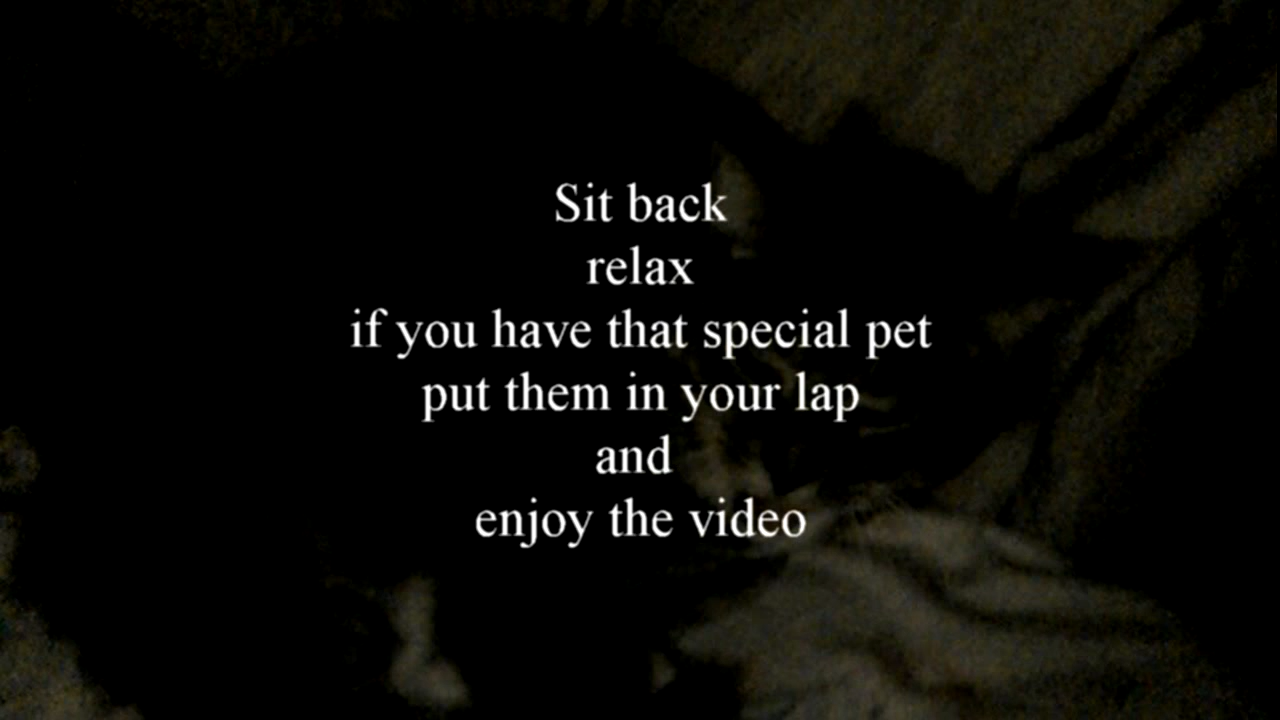 Sit back
relax
if you have that special pet
put them in your lap
and
enjoy the video